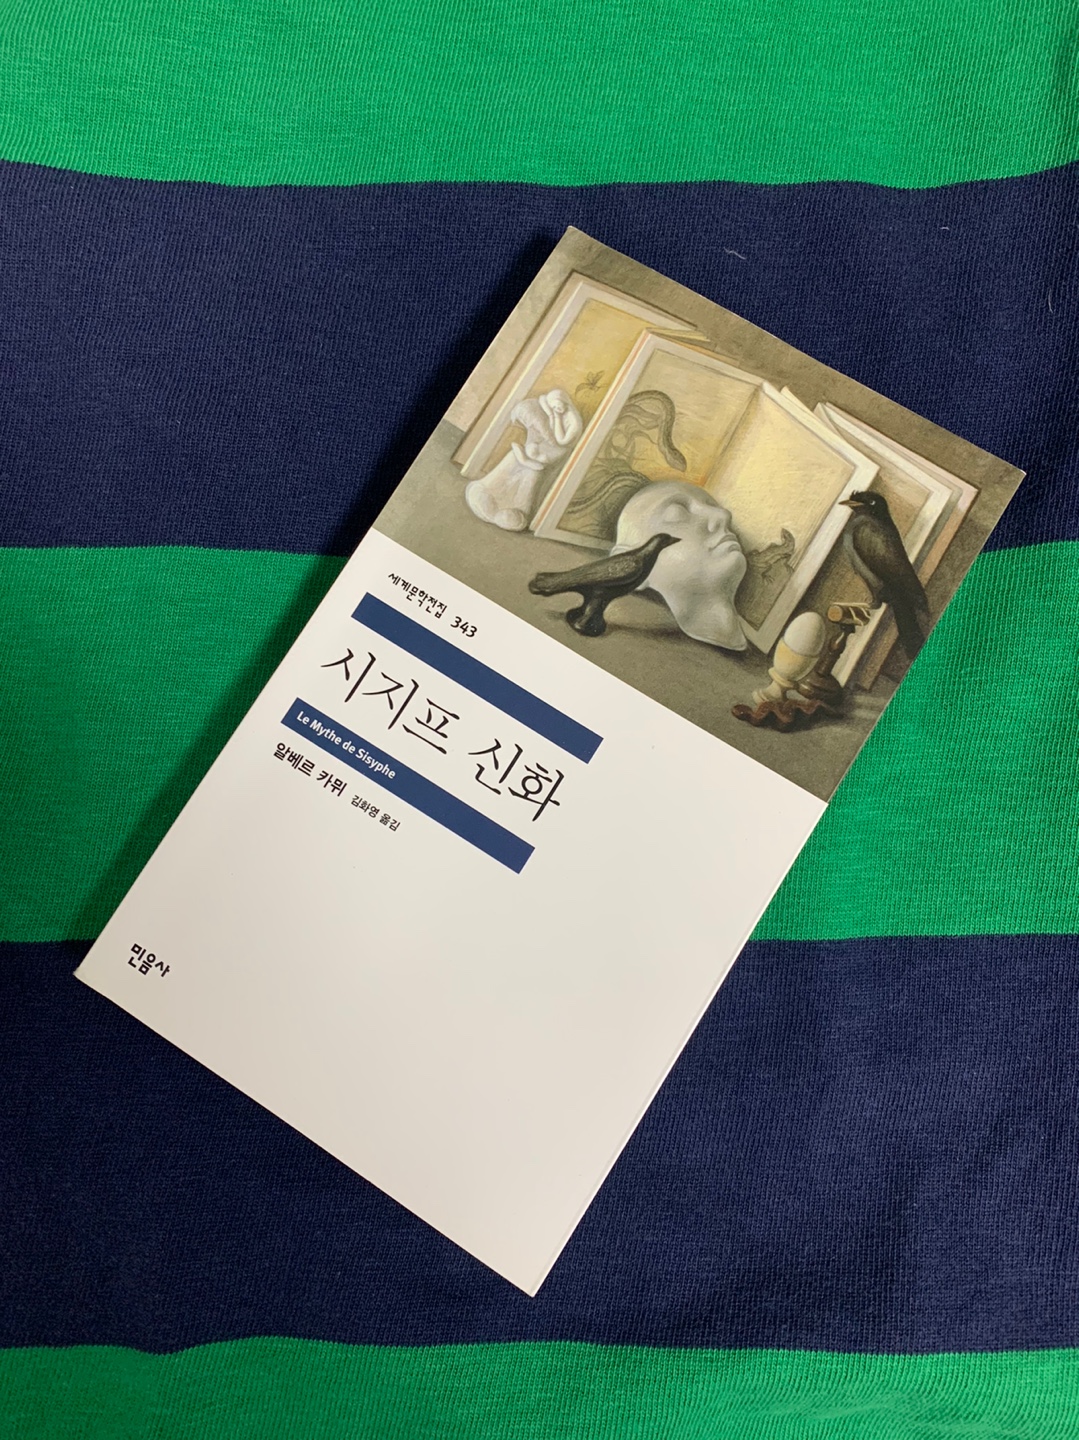 세계문학전집 343
시지프 신화
Le Mythe de Sisyphe
알베르 카뮈
김화영 옮김
민음사